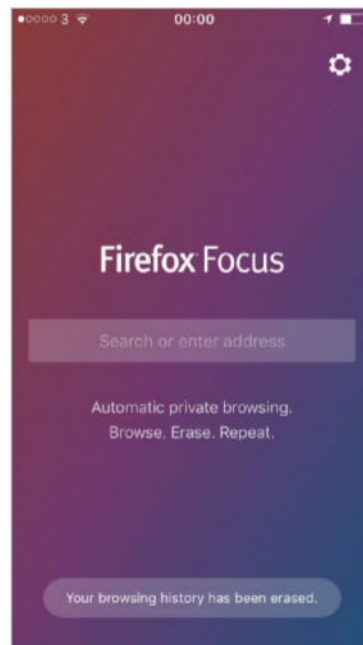 3 00:00
Firefox Focus
Search or enter address
Automatic private browsing.
Browse. Erase. Repeat.
Your browsing history has been erased.